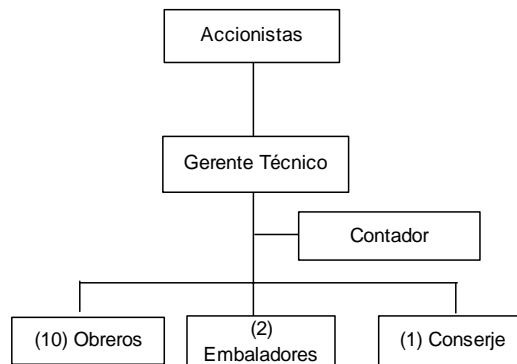 Accionistas
Gerente Técnico
Contador
(10) Obreros
(2)
Embaladores
(1) Conserje